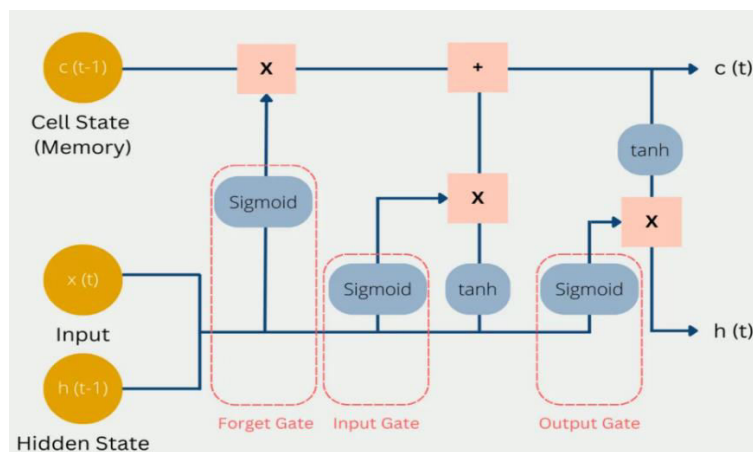 c (t-1)
X
+
c (t)
Cell State
(Memory)
tanh
Sigmoid
X
X
x (t)
Sigmoid
tanh
Sigmoid
Input
h (t)
h (t-1)
Forget Gate
Input Gate
Output Gate
Hidden State